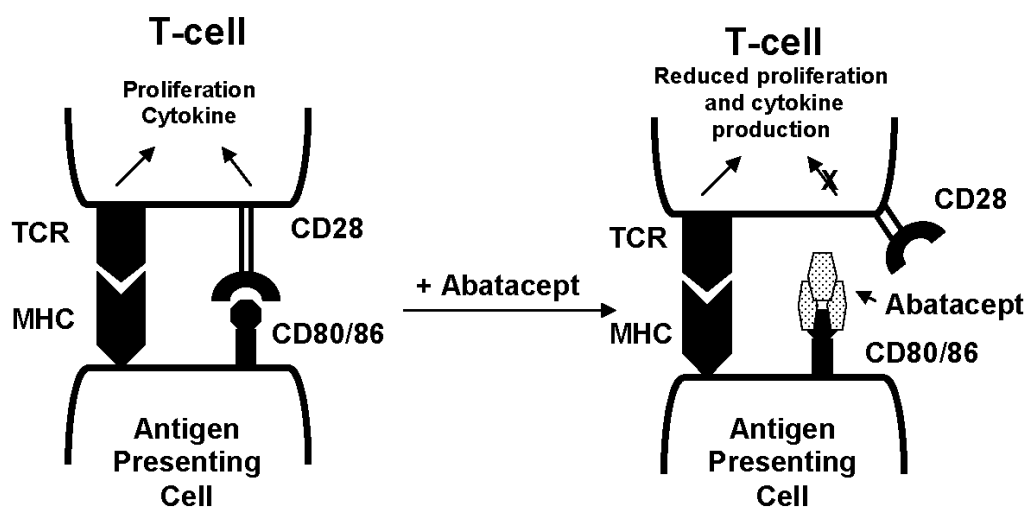 T-cell
Proliferation
Cytokine
TCR
CD28
MHC
CD80/86
Antigen
Presenting
Cell
+ Abatacept
T-cell
Reduced proliferation
and cytokine
production
X
CD28
TCR
Abatacept
MHC
CD80/86
Antigen
Presenting
Cell